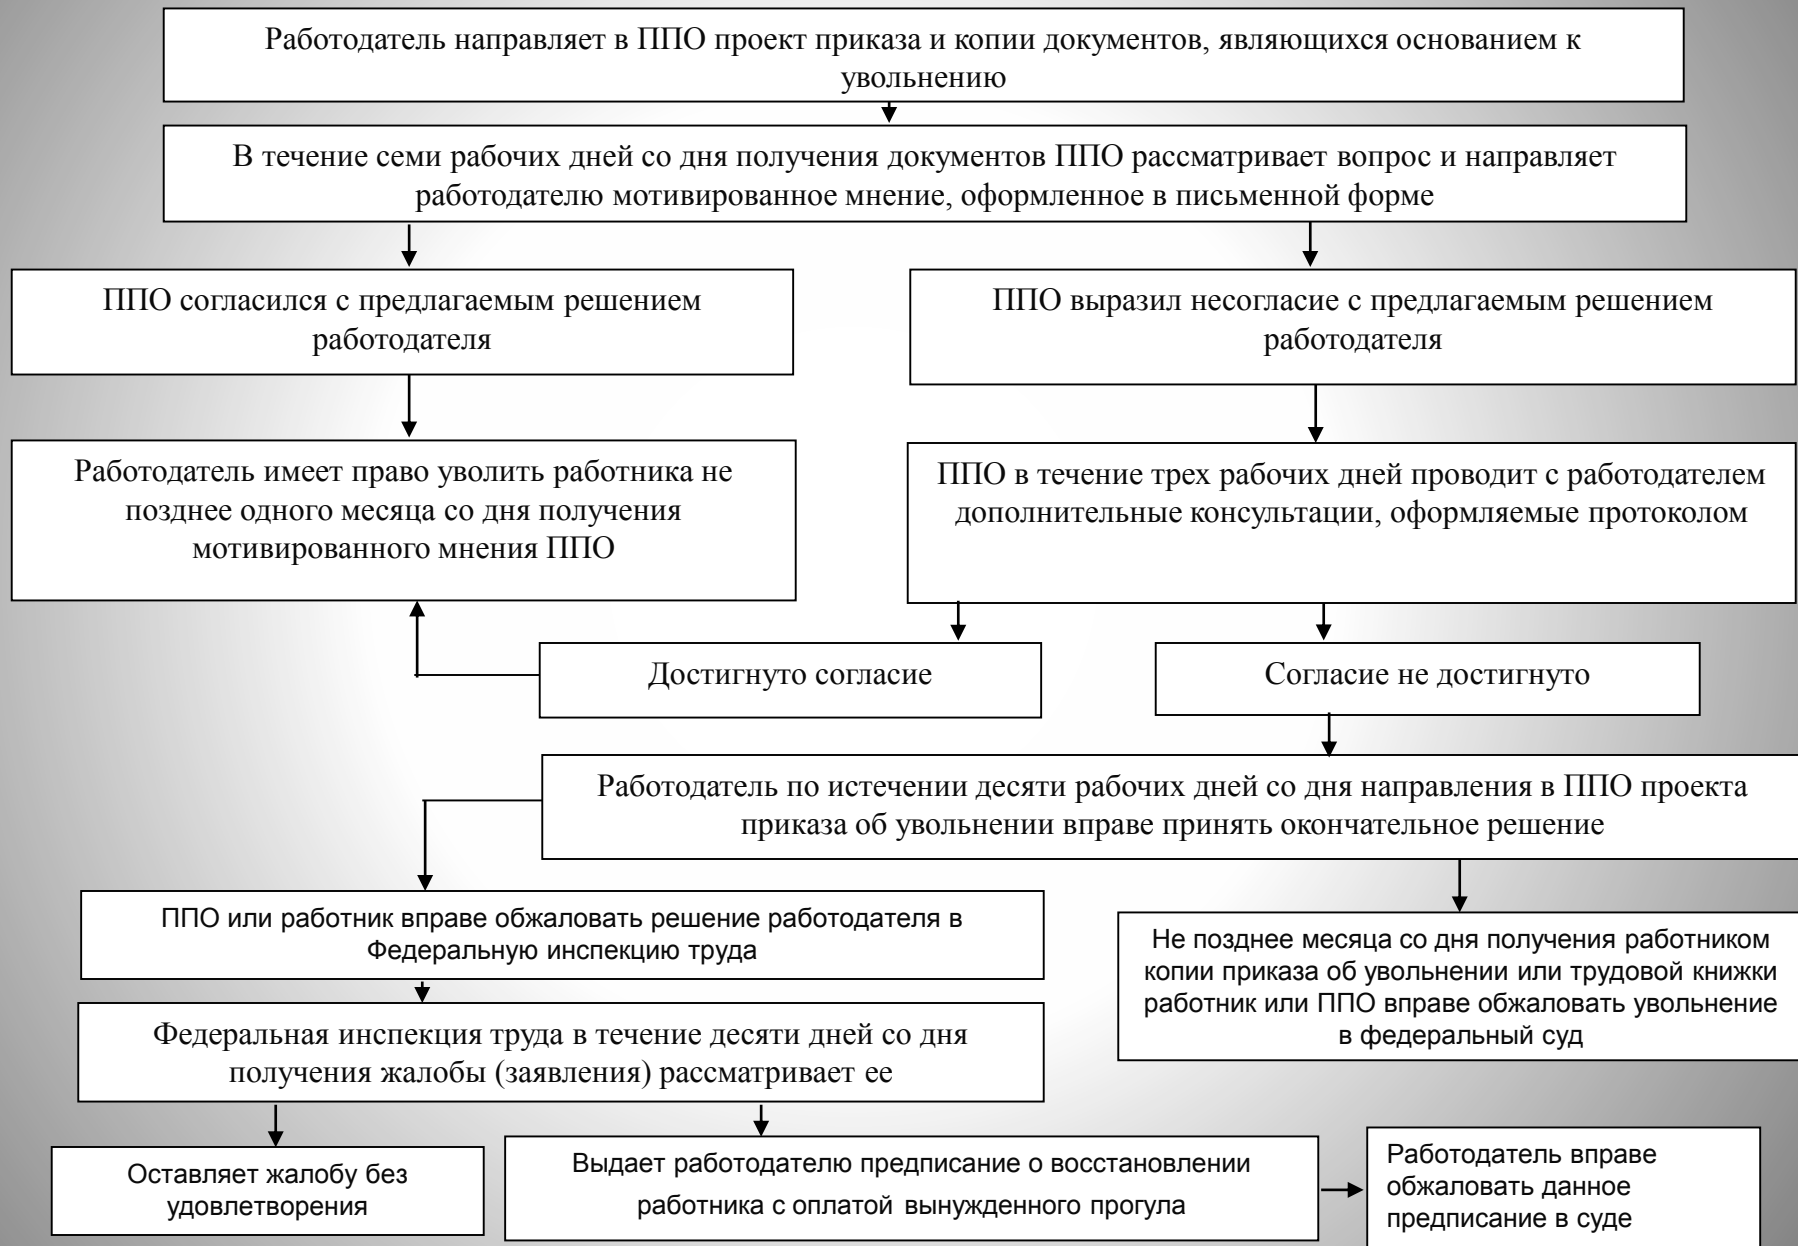 Работодатель направляет в ППО проект приказа и копии документов, являющихся основанием к
увольнению
В течение семи рабочих дней со дня получения документов ППО рассматривает вопрос и направляет
работодателю мотивированное мнение, оформленное в письменной форме
ППО согласился с предлагаемым решением
работодателя
ППО выразил несогласие с предлагаемым решением
работодателя
Работодатель имеет право уволить работника не
позднее одного месяца со дня получения
мотивированного мнения ППО
ППО в течение трех рабочих дней проводит с работодателем
дополнительные консультации, оформляемые протоколом
Достигнуто согласие
Согласие не достигнуто
Работодатель по истечении десяти рабочих дней со дня направления в ППО проекта
приказа об увольнении вправе принять окончательное решение
ППО или работник вправе обжаловать решение работодателя в
Федеральную инспекцию труда
Не позднее месяца со дня получения работником
копии приказа об увольнении или трудовой книжки
работник или ППО вправе обжаловать увольнение
в федеральный суд
Федеральная инспекция труда в течение десяти дней со дня
получения жалобы (заявления) рассматривает ее
Оставляет жалобу без
удовлетворения
Выдает работодателю предписание о восстановлении
работника с оплатой вынужденного прогула
Работодатель вправе
обжаловать данное
предписание в суде